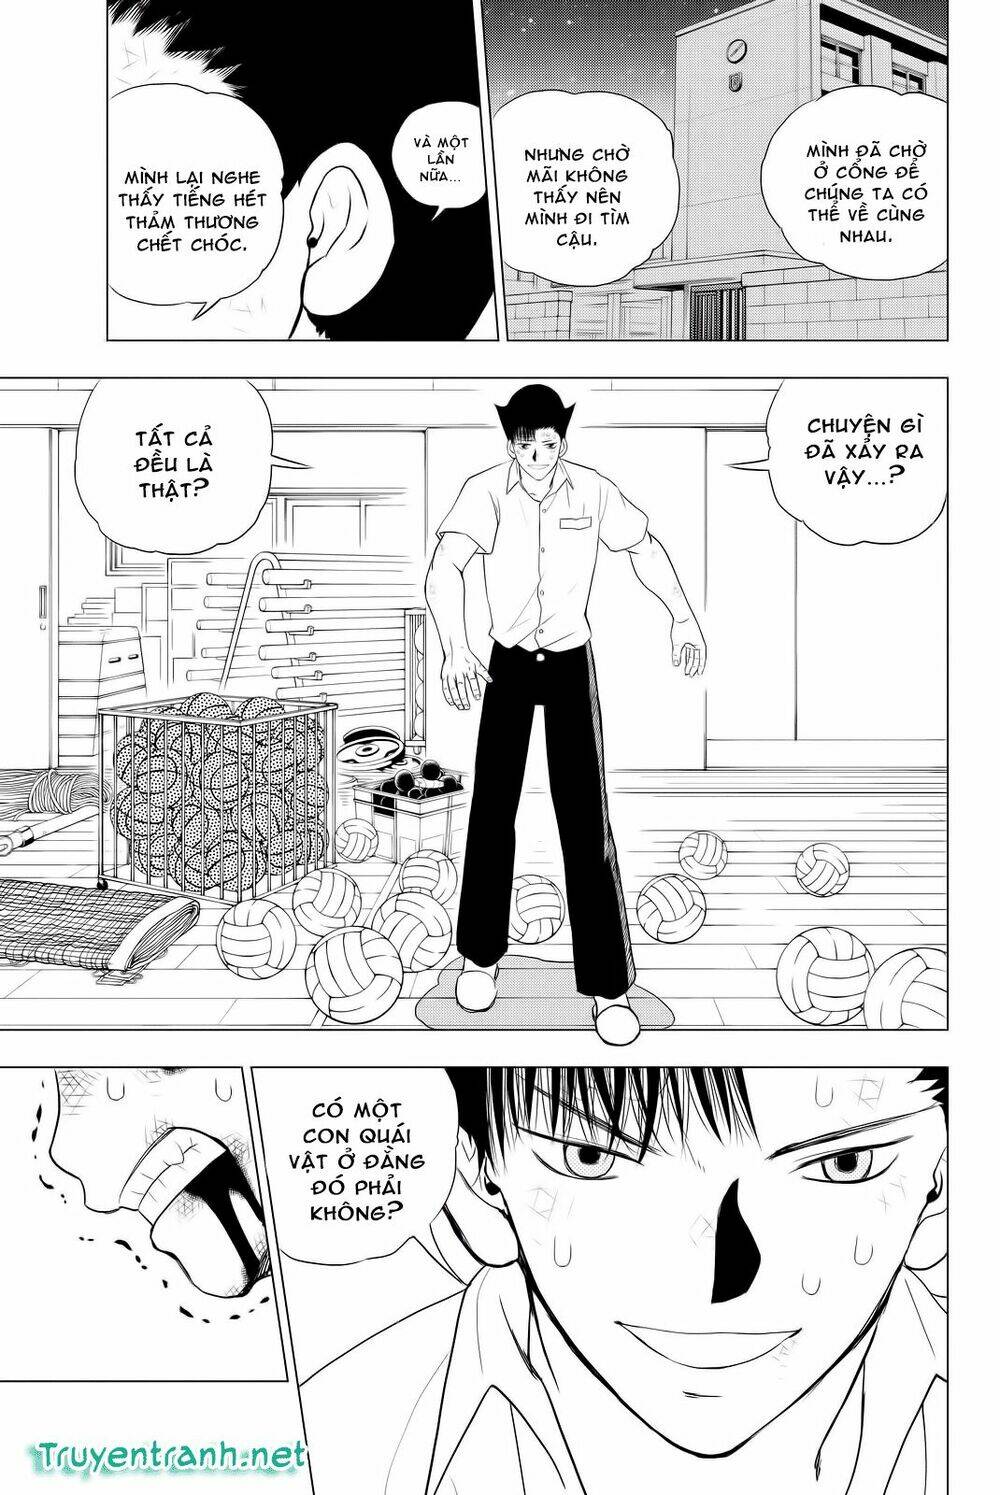 MÌNH ĐÃ CHỜ
Ở CỔNG ĐỂ
CHÚNG TA CÓ
THỂ VỀ CÙNG
NHAU.
NHƯNG CHỜ
MÃI KHÔNG
THẤY NÊN
MÌNH ĐI TÌM
CẬU.
VÀ MỘT
LẦN
NỮA...
MÌNH LẠI NGHE
THẤY TIẾNG HÉT
THẢM THƯƠNG
CHẾT CHÓC.
CHUYỆN GÌ
ĐÃ XẢY RA
VẬY...?
TẤT CẢ
ĐỀU LÀ
THẬT?
CÓ MỘT
CON QUÁI
VẬT Ở ĐẰNG
ĐÓ PHẢI
KHÔNG?
Truyentranh.net